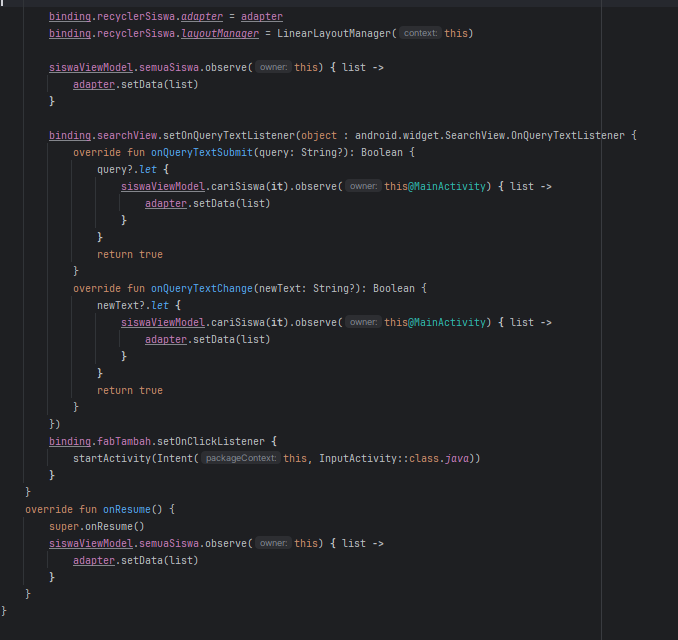 binding.recyclerSiswa.adapter = adapter
binding.recyclerSiswa.layoutManager = LinearLayoutManager( context: this)
siswaViewModel.semuaSiswa.observe( owner: this) { list ->
adapter.setData(list)
}
binding.searchView.setOnQueryTextListener(object : android.widget.SearchView.OnQueryTextListener {
override fun onQueryTextSubmit(query: String?): Boolean {
query?.let {
siswaViewModel.cariSiswa(it).observe( owner: this@MainActivity) { list ->
adapter.setData(list)
}
}
return true
}
override fun onQueryTextChange(newText: String?): Boolean {
newText?.let {
siswaViewModel.cariSiswa(it).observe( owner: this@MainActivity) { list ->
adapter.setData(list)
}
}
return true
}
})
binding.fabTambah.setOnClickListener {
startActivity(Intent( packageContext: this, InputActivity::class.java))
}
}
override fun onResume() {
super.onResume()
siswaViewModel.semuaSiswa.observe( owner: this) { list ->
adapter.setData(list)
}
}
}